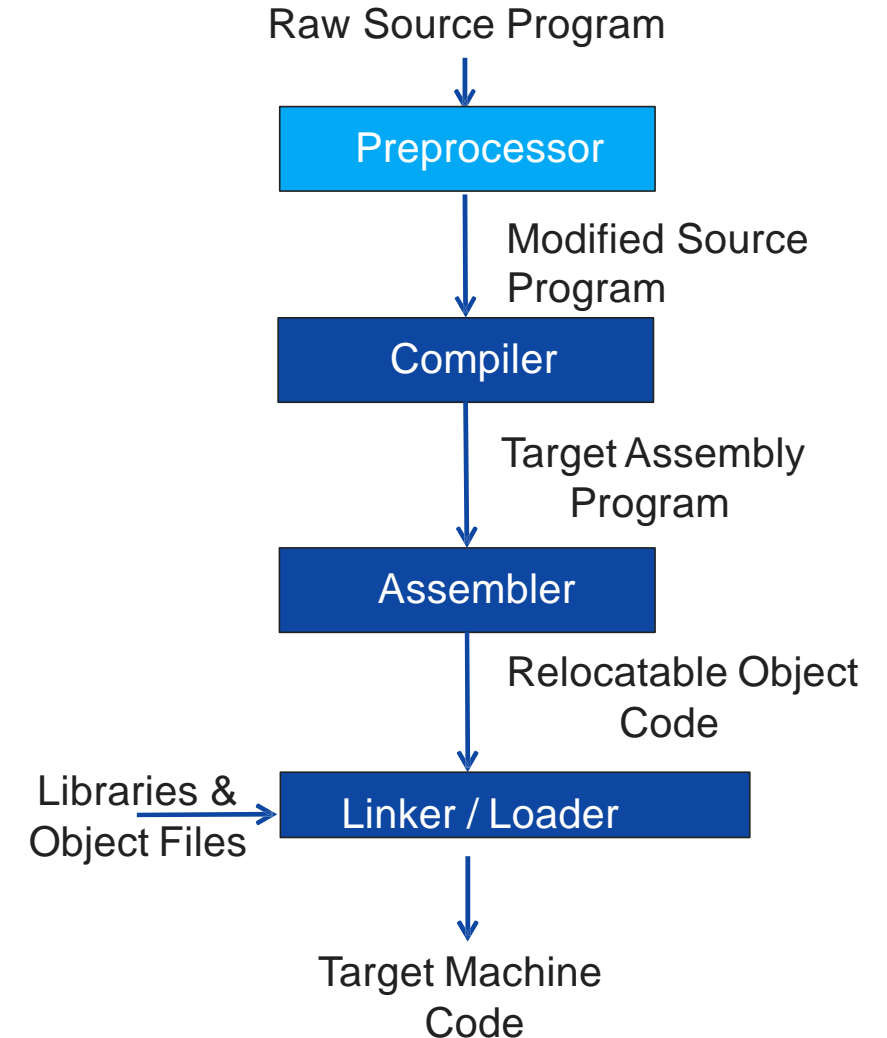 Raw Source Program
Preprocessor
Modified Source
Program
Compiler
Target Assembly
Program
Assembler
Relocatable Object
Code
Libraries &
Object Files
Linker / Loader
Target Machine
Code